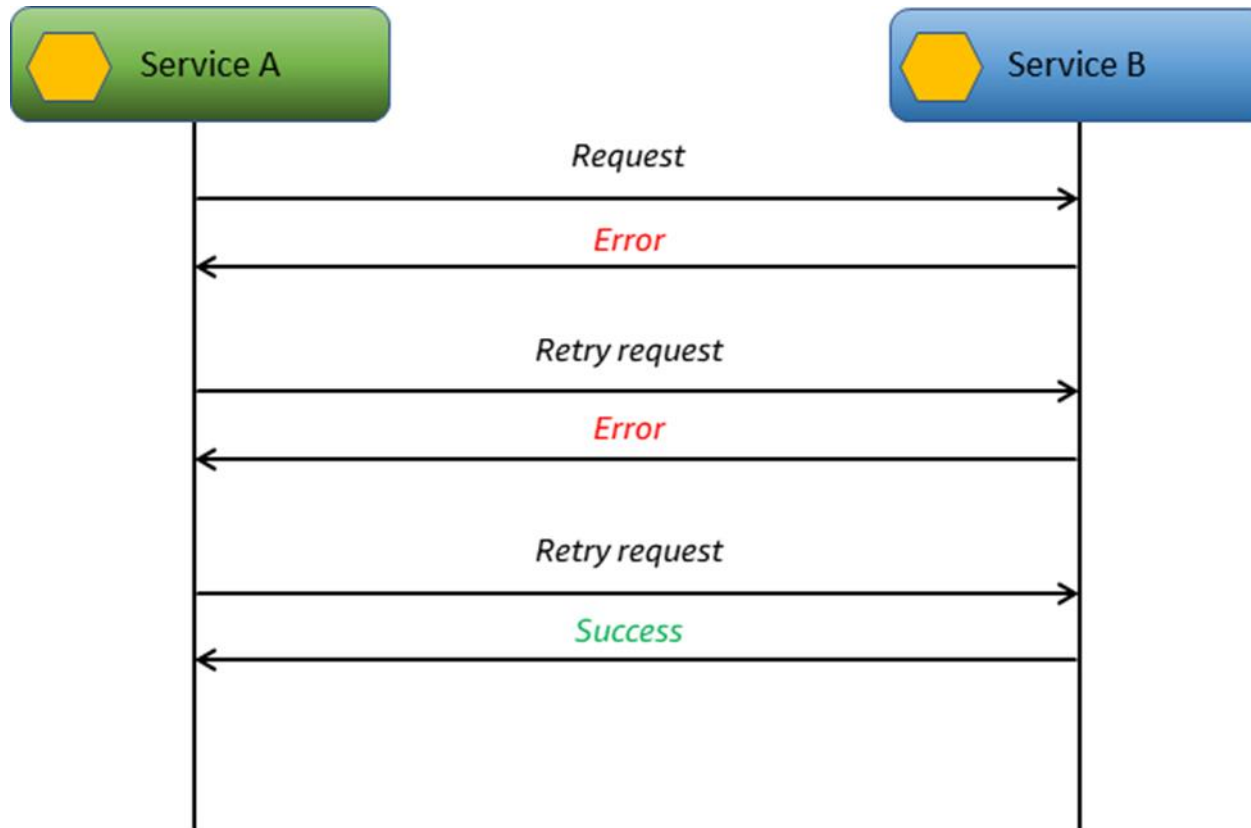 Service A
Service B
Request
Error
Retry request
Error
Retry request
Success